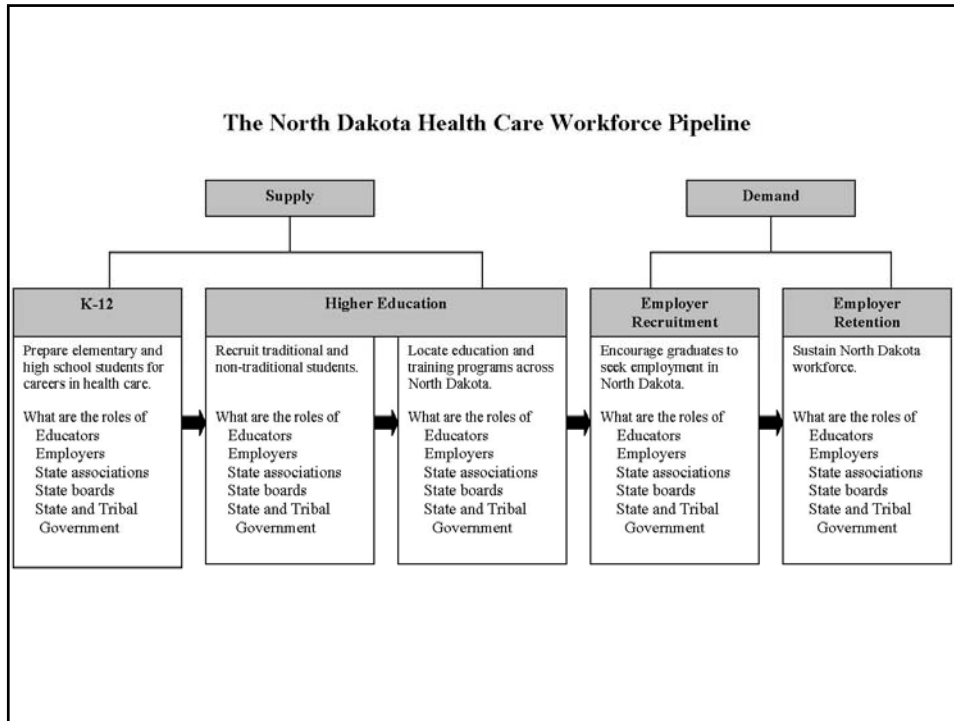 The North Dakota Health Care Workforce Pipeline
Supply
Demand
K-12
Prepare elementary and
high school students for
careers in health care.
What are the roles of
Educators
Employers
State associations
State boards
State and Tribal
Government
Higher Education
Recruit traditional and
non-traditional students.
What are the roles of
Educators
Employers
State associations
State boards
State and Tribal
Government
Locate education and
training programs across
North Dakota.
What are the roles of
Educators
Employers
State associations
State boards
State and Tribal
Government
Employer
Recruitment
Encourage graduates to
seek employment in
North Dakota.
What are the roles of
Educators
Employers
State associations
State boards
State and Tribal
Government
Employer
Retention
Sustain North Dakota
workforce.
What are the roles of
Educators
Employers
State associations
State boards
State and Tribal
Government